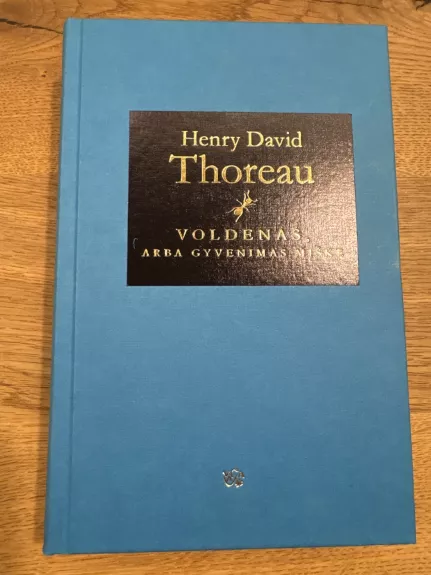 Henry David
Thoreau
VOLDENAS,
ARBA GYVENIMAS MIŠKE